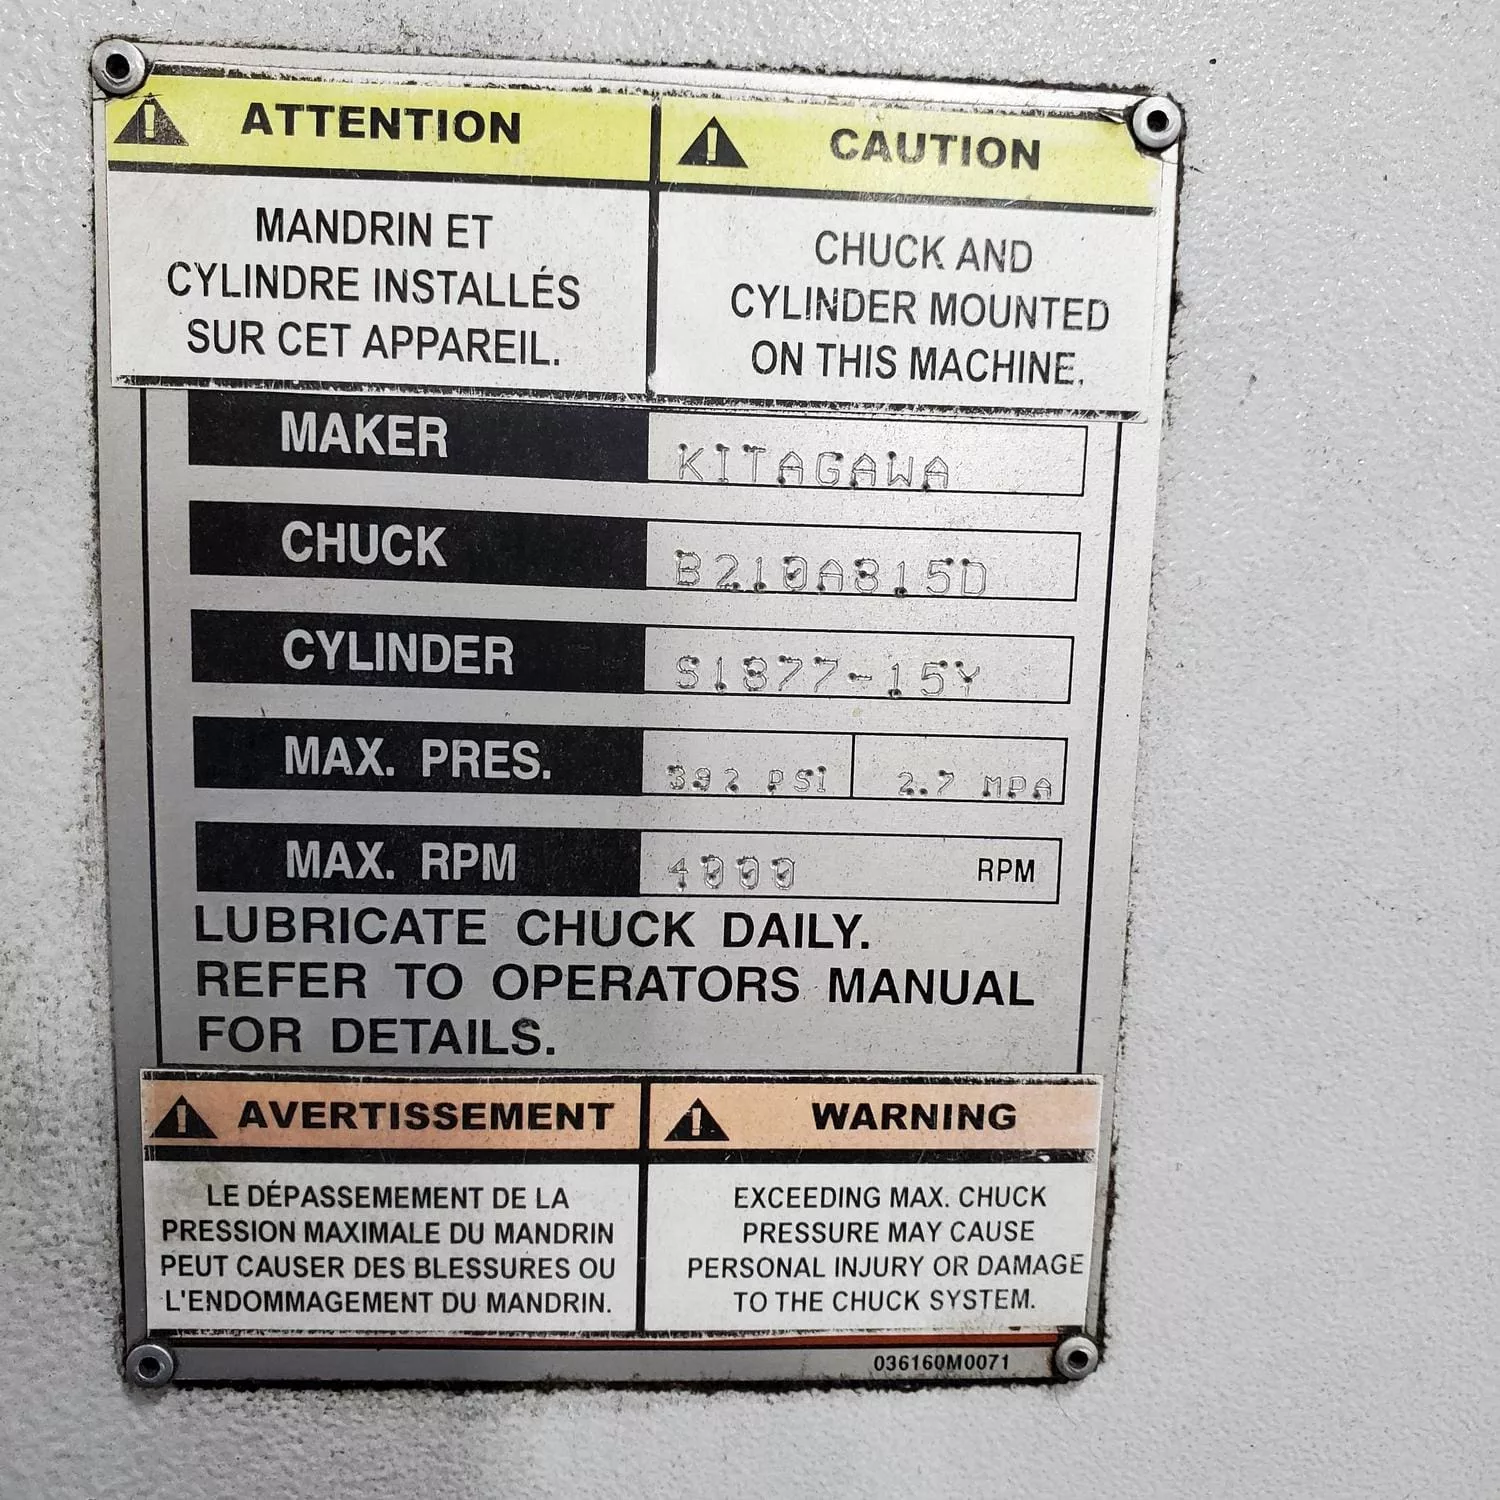 ATTENTION
MANDRIN ET
CYLINDRE INSTALLÉS
SUR CET APPAREIL.
CAUTION
CHUCK AND
CYLINDER MOUNTED
ON THIS MACHINE.
MAKER KITAGAWA
CHUCK B210A815D
CYLINDER S1877-15Y
MAX. PRES. 392 PSI 2.7 MPA
MAX. RPM 4000 RPM
LUBRICATE CHUCK DAILY.
REFER TO OPERATORS MANUAL
FOR DETAILS.
AVERTISSEMENT
LE DÉPASSEMEMENT DE LA
PRESSION MAXIMALE DU MANDRIN
PEUT CAUSER DES BLESSURES OU
L'ENDOMMAGEMENT DU MANDRIN.
WARNING
EXCEEDING MAX. CHUCK
PRESSURE MAY CAUSE
PERSONAL INJURY OR DAMAGE
TO THE CHUCK SYSTEM.
036160M0071